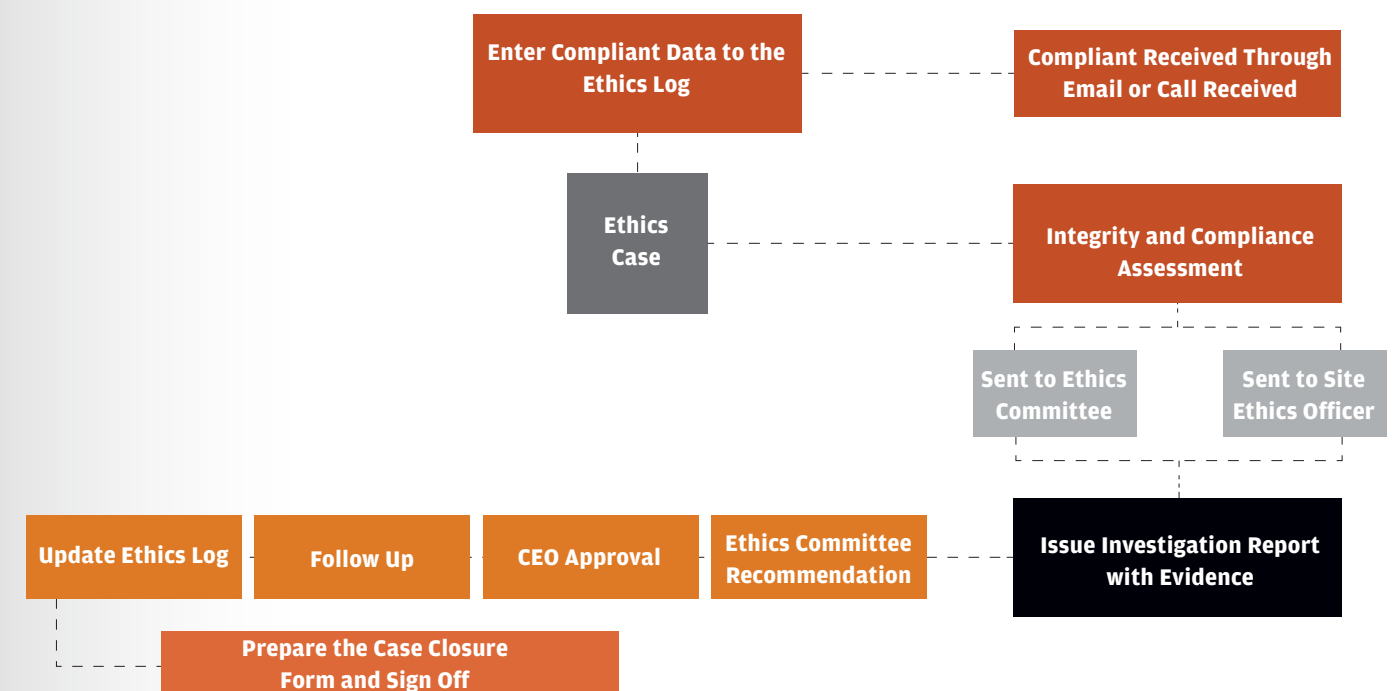 Enter Compliant Data to the
Ethics Log
Compliant Received Through
Email or Call Received
Ethics
Case
Integrity and Compliance
Assessment
Sent to Ethics
Committee
Sent to Site
Ethics Officer
Issue Investigation Report
with Evidence
Ethics Committee
Recommendation
CEO Approval
Follow Up
Update Ethics Log
Prepare the Case Closure
Form and Sign Off